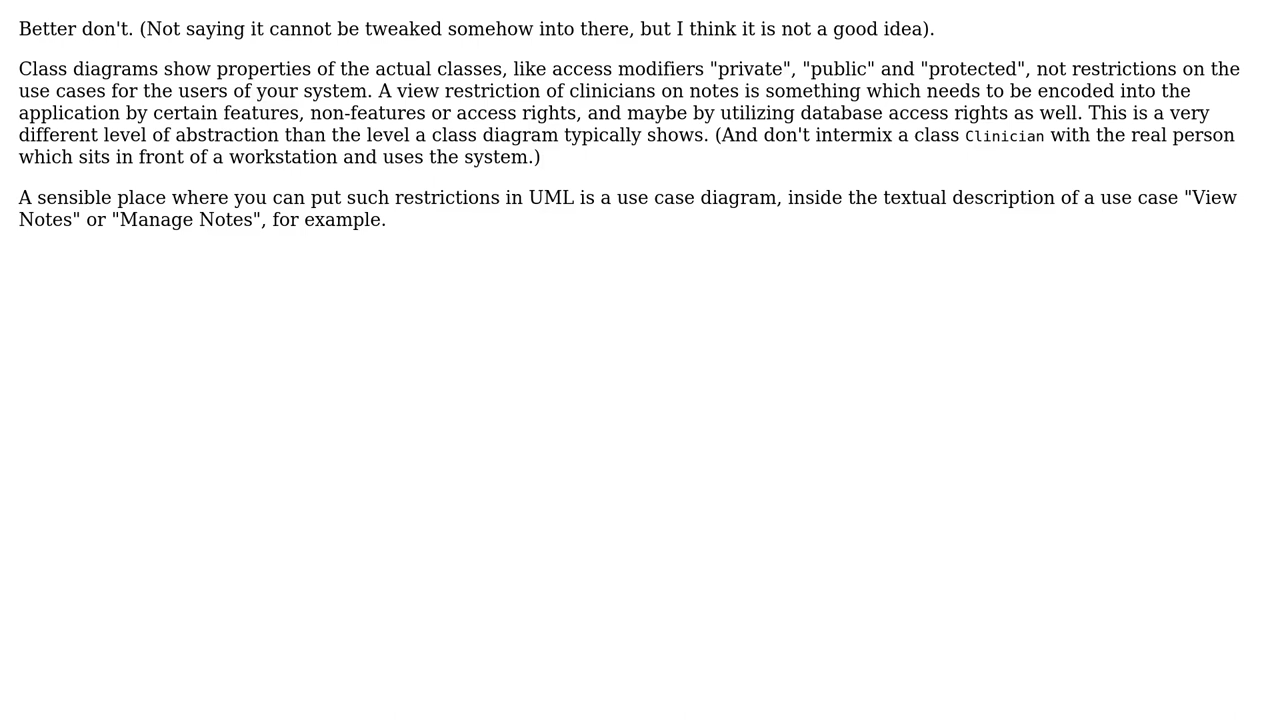 Better don't. (Not saying it cannot be tweaked somehow into there, but I think it is not a good idea).
Class diagrams show properties of the actual classes, like access modifiers "private", "public" and "protected", not restrictions on the
use cases for the users of your system. A view restriction of clinicians on notes is something which needs to be encoded into the
application by certain features, non-features or access rights, and maybe by utilizing database access rights as well. This is a very
different level of abstraction than the level a class diagram typically shows. (And don't intermix a class Clinician with the real person
which sits in front of a workstation and uses the system.)
A sensible place where you can put such restrictions in UML is a use case diagram, inside the textual description of a use case "View
Notes" or "Manage Notes", for example.